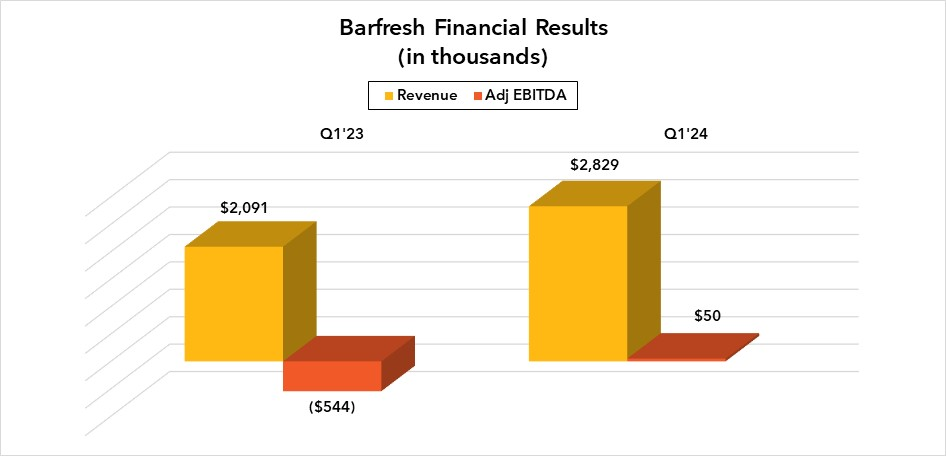 Barfresh Financial Results
(in thousands)
Revenue Adj EBITDA
Q1'23 Q1'24
$2,829
$2,091
$50
($544)